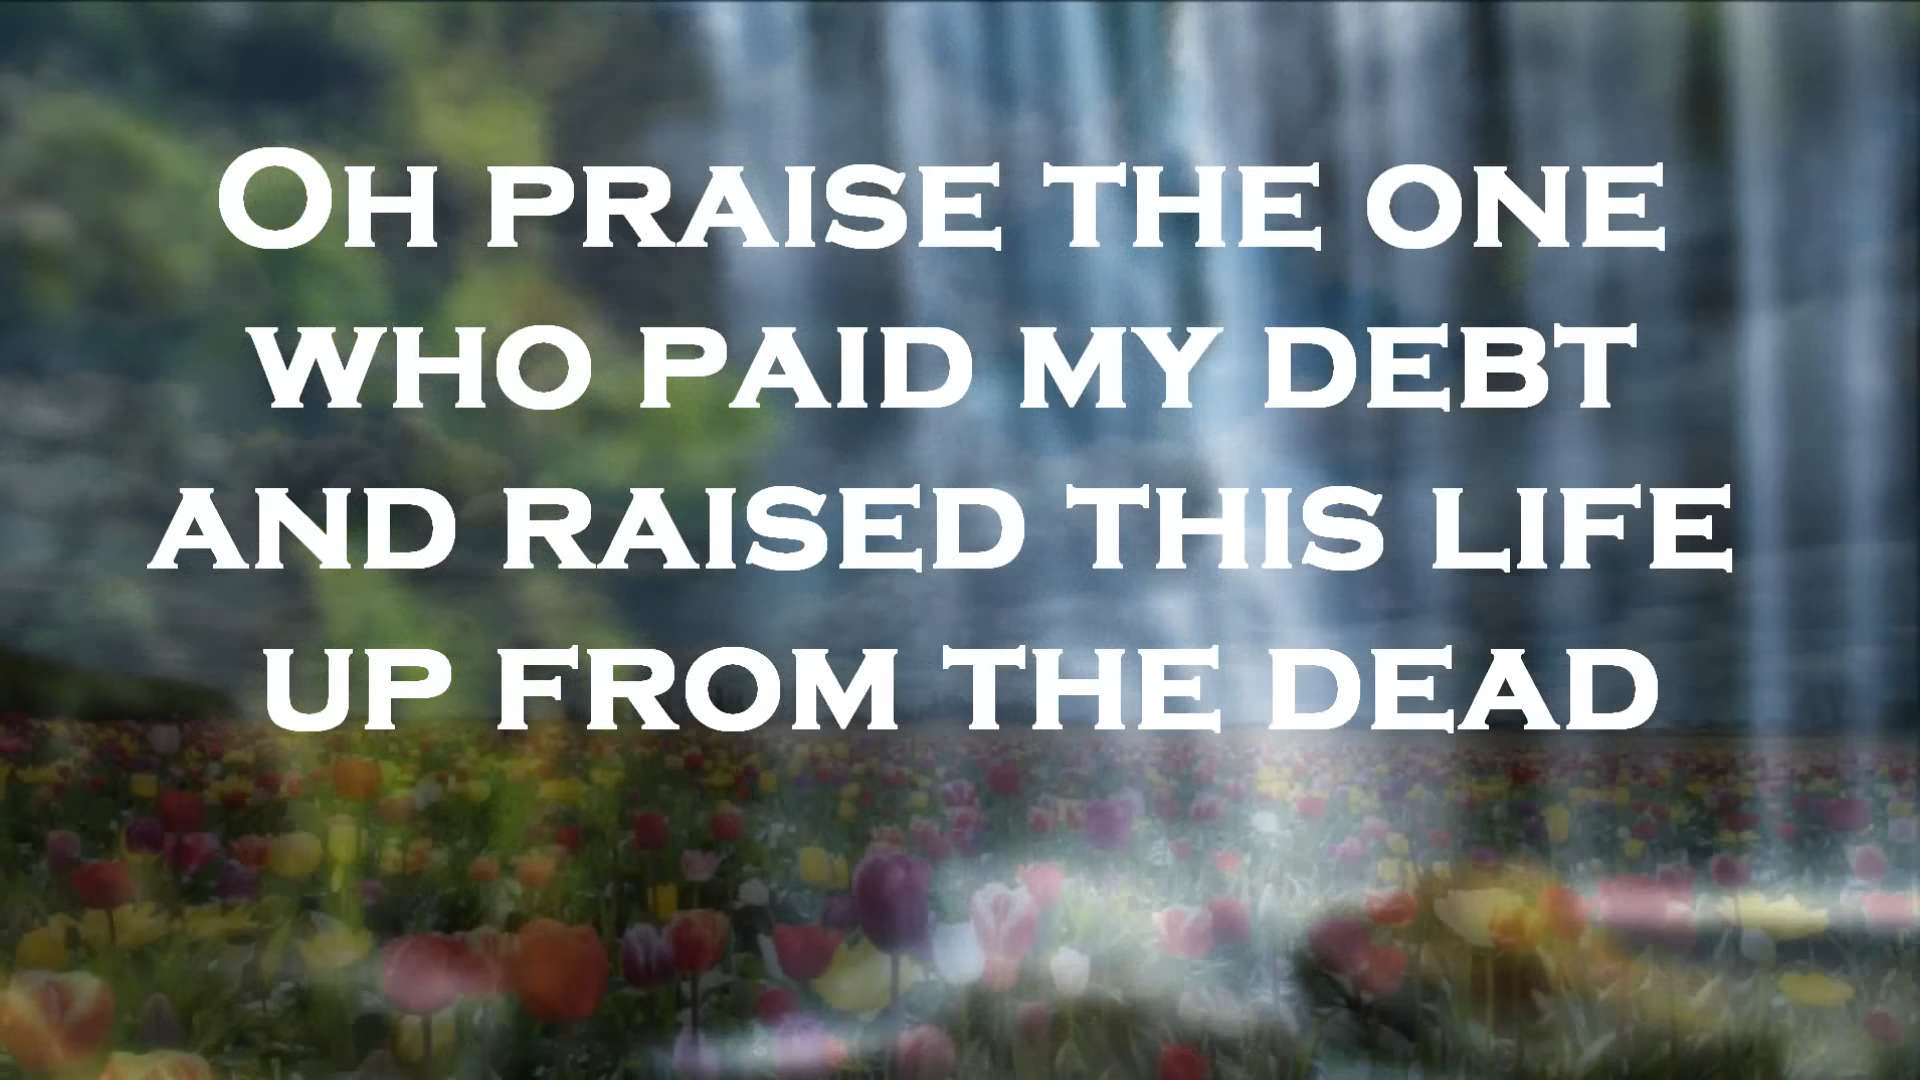 Oh praise the one
who paid my debt
and raised this life
up from the dead